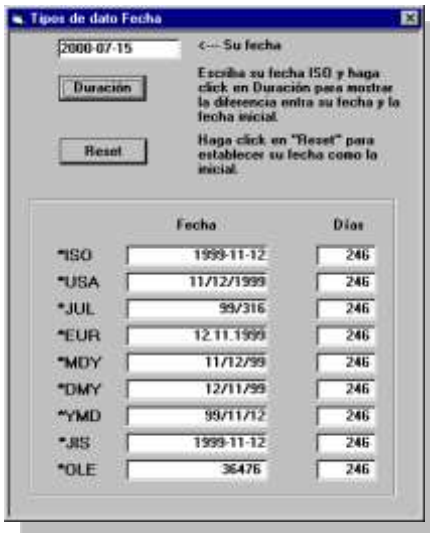 Tipos de dato Fecha
2000-07-15
<--- Su fecha
Duración
Escriba su fecha ISO y haga
click en Duración para mostrar
la diferencia entra su fecha y la
fecha inicial.
Reset
Haga click en "Reset" para
establecer su fecha como la
inicial.
Fecha Días
*ISO 1999-11-12 246
*USA 11/12/1999 246
*JUL 99/316 246
*EUR 12.11.1999 246
*MDY 11/12/99 246
*DMY 12/11/99 246
*YMD 99/11/12 246
*JIS 1999-11-12 246
*OLE 36476 246